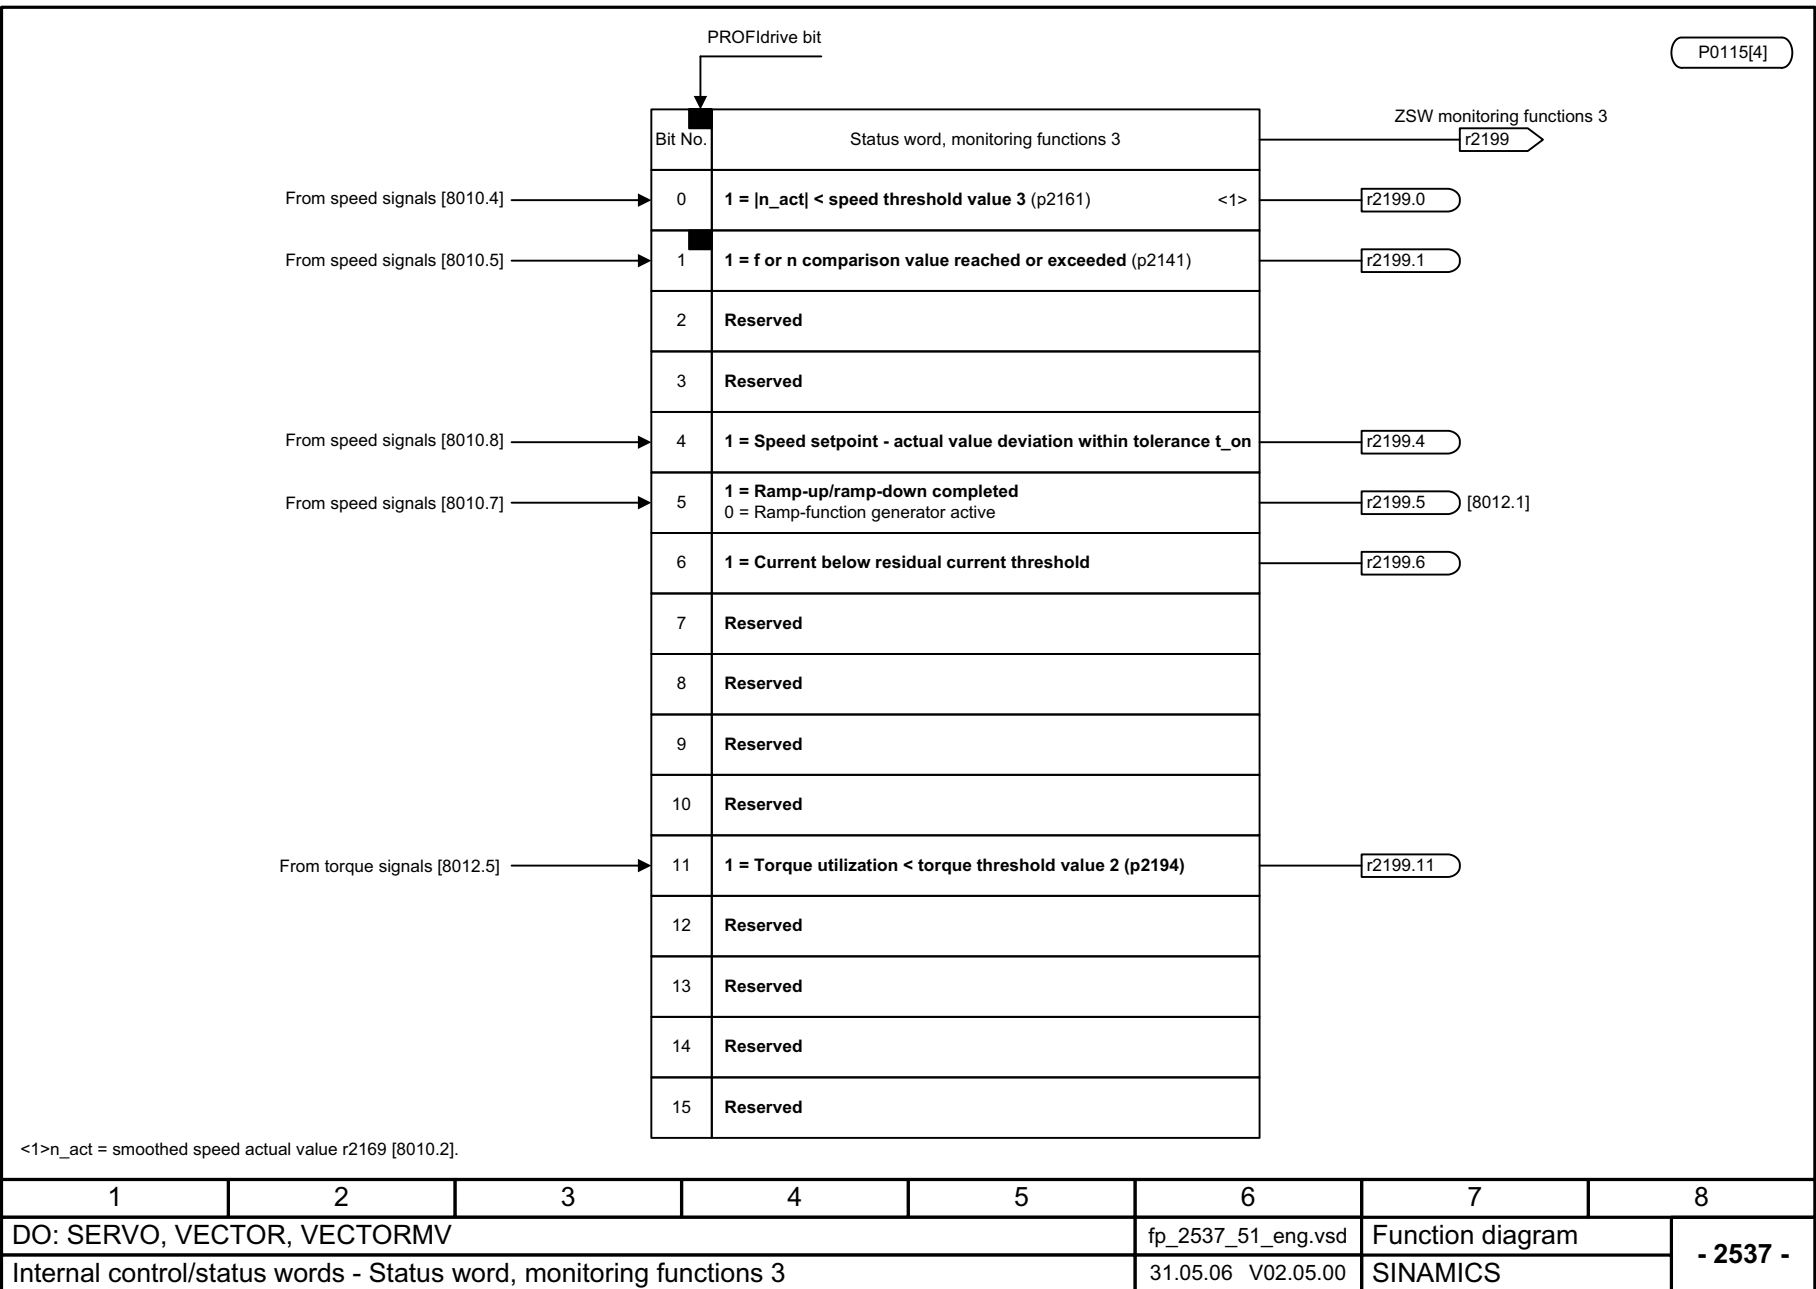 PROFIdrive bit
P0115[4]
ZSW monitoring functions 3
Bit No.
Status word, monitoring functions 3
r2199
From speed signals [8010.4]
0
1 = |n_act| < speed threshold value 3 (p2161)
<1>
r2199.0
From speed signals [8010.5]
1
1 = f or n comparison value reached or exceeded (p2141)
r2199.1
2
Reserved
3
Reserved
From speed signals [8010.8]
4
1 = Speed setpoint - actual value deviation within tolerance t_on
r2199.4
From speed signals [8010.7]
5
1 = Ramp-up/ramp-down completed
0 = Ramp-function generator active
r2199.5
[8012.1]
6
1 = Current below residual current threshold
r2199.6
7
Reserved
8
Reserved
9
Reserved
10
Reserved
From torque signals [8012.5]
11
1 = Torque utilization < torque threshold value 2 (p2194)
r2199.11
12
Reserved
13
Reserved
14
Reserved
15
Reserved
<1>n_act = smoothed speed actual value r2169 [8010.2].
1
2
3
4
5
6
7
8
DO: SERVO, VECTOR, VECTORMV
fp_2537_51_eng.vsd
Function diagram
- 2537 -
Internal control/status words - Status word, monitoring functions 3
31.05.06 V02.05.00
SINAMICS